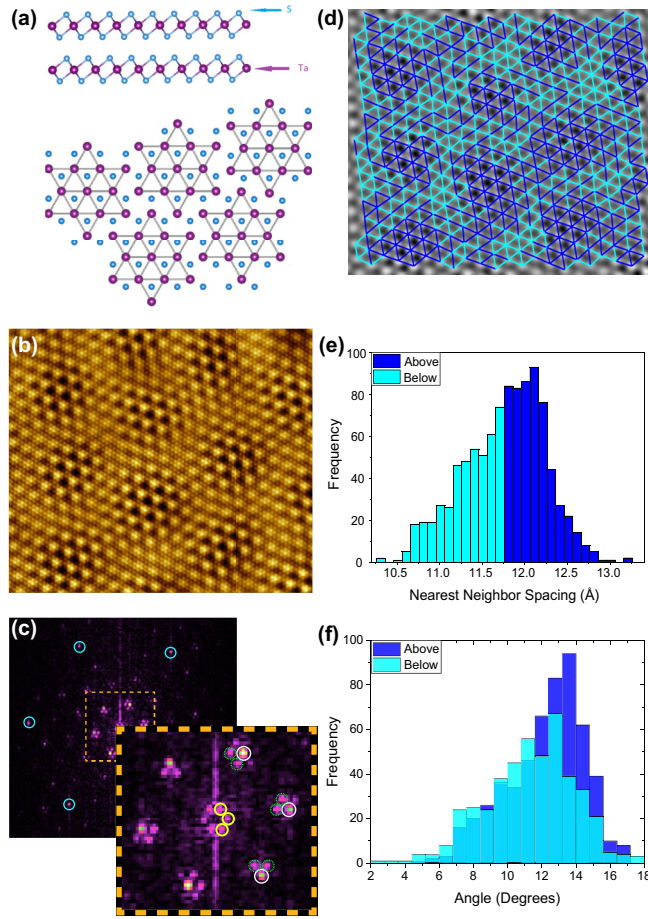 (a)
S
Ta
(b)
(c)
(d)
(e)
100
80
60
40
20
0
Frequency
Above
Below
10.5 11.0 11.5 12.0 12.5 13.0
Nearest Neighbor Spacing (Å)
(f)
100
80
60
40
20
0
Frequency
Above
Below
2 4 6 8 10 12 14 16 18
Angle (Degrees)